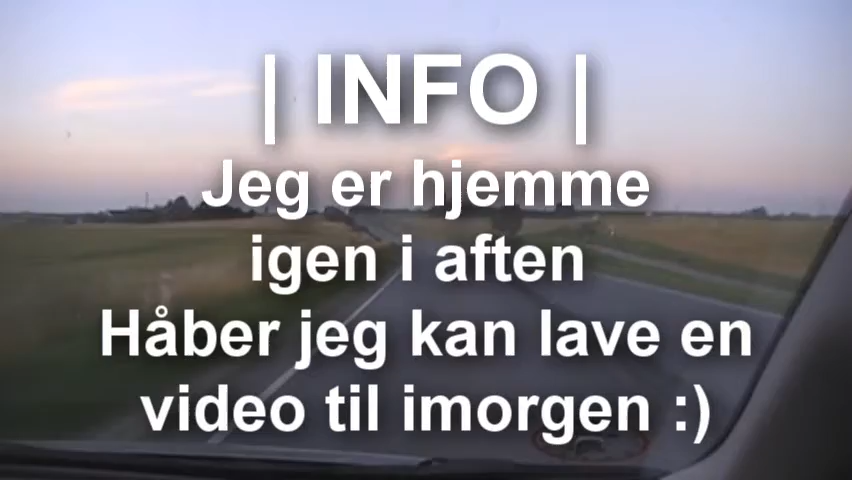 | INFO |
Jeg er hjemme
igen i aften
Håber jeg kan lave en
video til imorgen :)